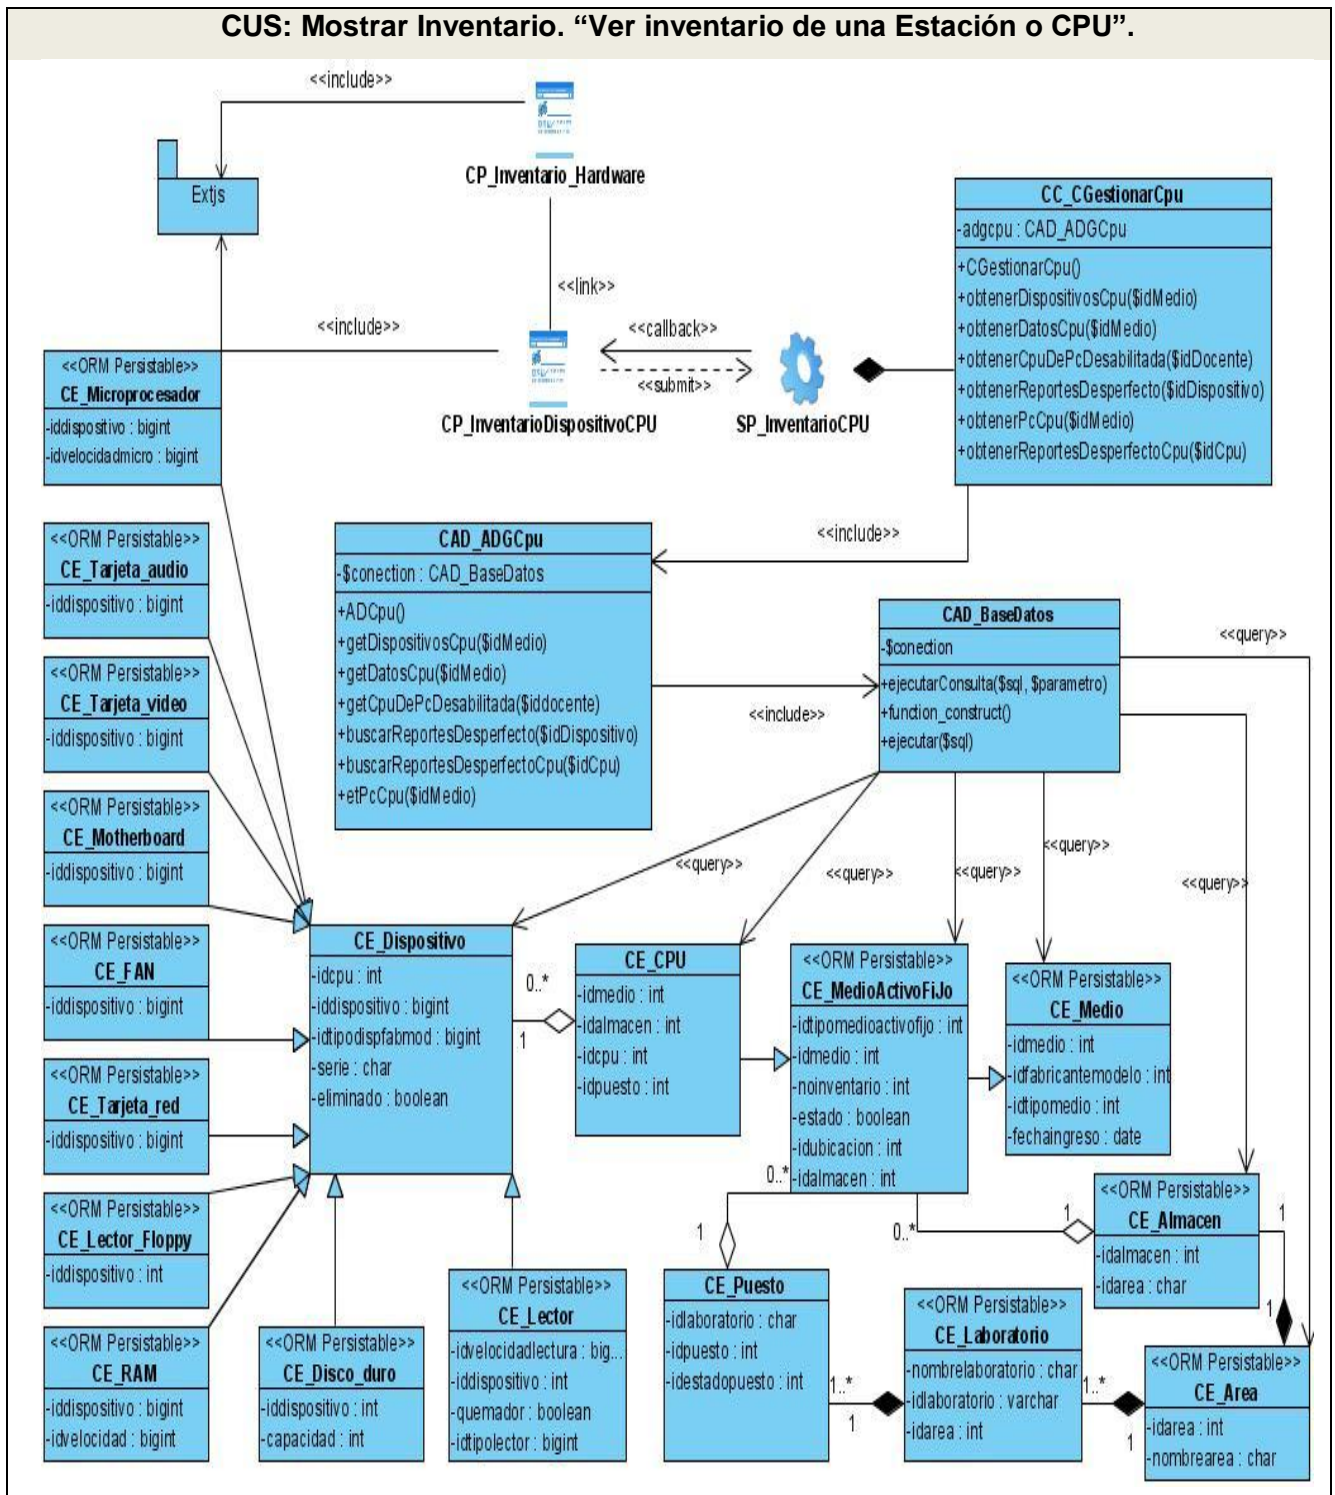 CUS: Mostrar Inventario. “Ver inventario de una Estación o CPU”.
<<include>>
CP_Inventario_Hardware
Extjs
<<link>>
<<include>>
<<callback>>
<<submit>>
CP_InventarioDispositivoCPU
SP_InventarioCPU
CC_CGestionarCpu
-adgcpu : CAD_ADGCpu
+CGestionarCpu()
+obtenerDispositivosCpu($idMedio)
+obtenerDatosCpu($idMedio)
+obtenerCpuDePcDesabilitada($idDocente)
+obtenerReportesDesperfecto($idDispositivo)
+obtenerPcCpu($idMedio)
+obtenerReportesDesperfectoCpu($idCpu)
<<include>>
<<ORM Persistable>>
CE_Microprocesador
-iddispositivo : bigint
-idvelocidadmicro : bigint
<<ORM Persistable>>
CE_Tarjeta_audio
-iddispositivo : bigint
<<ORM Persistable>>
CE_Tarjeta_video
-iddispositivo : bigint
<<ORM Persistable>>
CE_Motherboard
-iddispositivo : bigint
<<ORM Persistable>>
CE_FAN
-iddispositivo : bigint
<<ORM Persistable>>
CE_Tarjeta_red
-iddispositivo : bigint
<<ORM Persistable>>
CE_Lector_Floppy
-iddispositivo : int
<<ORM Persistable>>
CE_RAM
-iddispositivo : bigint
-idvelocidad : bigint
CAD_ADGCpu
-$conection : CAD_BaseDatos
+ADCpu()
+getDispositivosCpu($idMedio)
+getDatosCpu($idMedio)
+getCpuDePcDesabilitada($iddocente)
+buscarReportesDesperfecto($idDispositivo)
+buscarReportesDesperfectoCpu($idCpu)
+etPcCpu($idMedio)
<<include>>
CAD_BaseDatos
-$conection
+ejecutarConsulta($sql, $parametro)
+function_construct()
+ejecutar($sql)
<<query>>
<<query>>
<<query>>
<<query>>
<<query>>
<<query>>
CE_Dispositivo
-idcpu : int
-iddispositivo : bigint
-idtipodispfabmod : bigint
-serie : char
-eliminado : boolean
0..*
1
CE_CPU
-idmedio : int
-idalmacen : int
-idcpu : int
-idpuesto : int
<<ORM Persistable>>
CE_MedioActivoFiJo
-idtipomedioactivofijo : int
-idmedio : int
-noinventario : int
-estado : boolean
-idubicacion : int
-idalmacen : int
<<ORM Persistable>>
CE_Medio
-idmedio : int
-idfabricantemodelo : int
-idtipomedio : int
-fechaingreso : date
0..*
1
0..*
1
<<ORM Persistable>>
CE_Almacen
-idalmacen : int
-idarea : char
1
1
<<ORM Persistable>>
CE_Disco_duro
-iddispositivo : int
-capacidad : int
<<ORM Persistable>>
CE_Lector
-idvelocidadlectura : big...
-iddispositivo : int
-quemador : boolean
-idtipolector : bigint
CE_Puesto
-idlaboratorio : char
-idpuesto : int
-idestadopuesto : int
1..*
1
<<ORM Persistable>>
CE_Laboratorio
-nombrelaboratorio : char
-idlaboratorio : varchar
-idarea : int
1..*
1
<<ORM Persistable>>
CE_Area
-idarea : int
-nombrearea : char